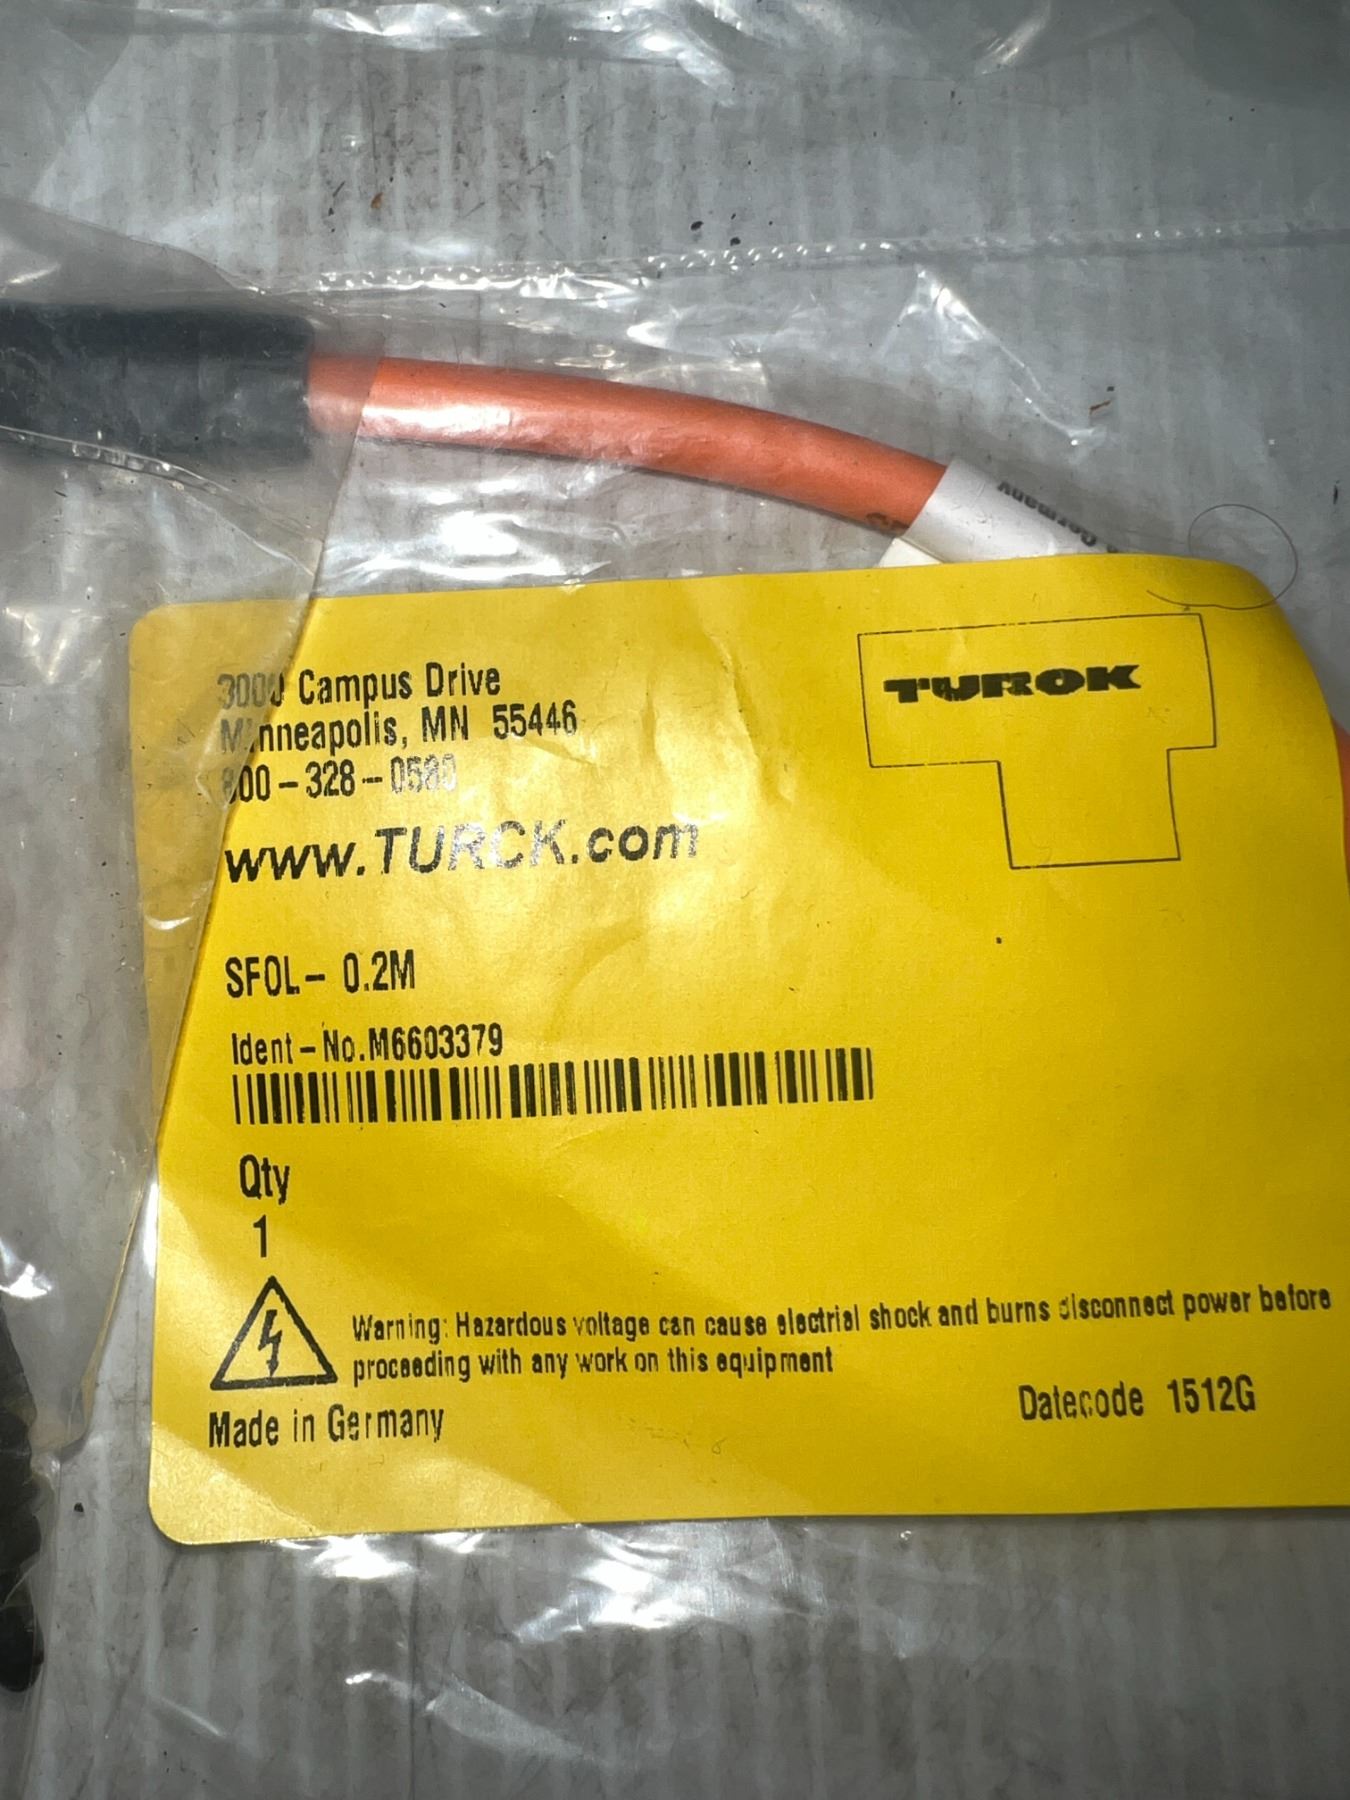 Germany
TURCK
3000 Campus Drive
Minneapolis, MN 55446
800-328-0580
www.TURCK.com
SFOL- 0.2M
Ident-No.M6603379
Qty
1
Warning: Hazardous voltage can cause electrial shock and burns disconnect power before
proceeding with any work on this equipment
Made in Germany
Datecode 1512G